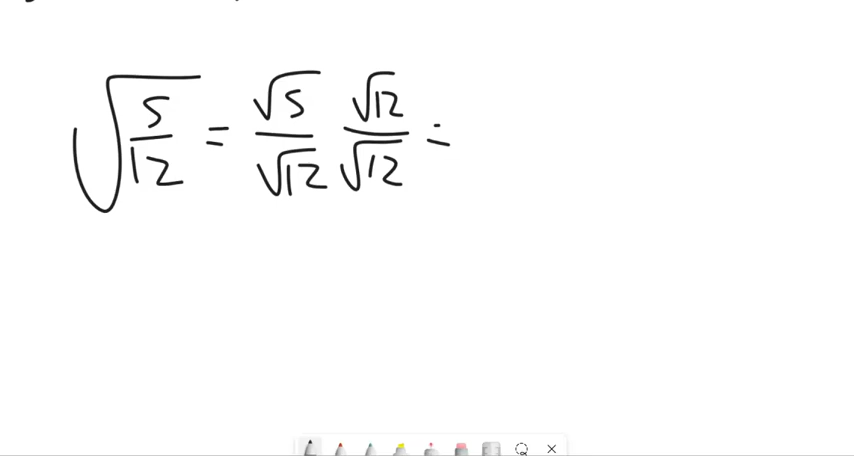 √(5/12) = √5/√12 √12/√12 =